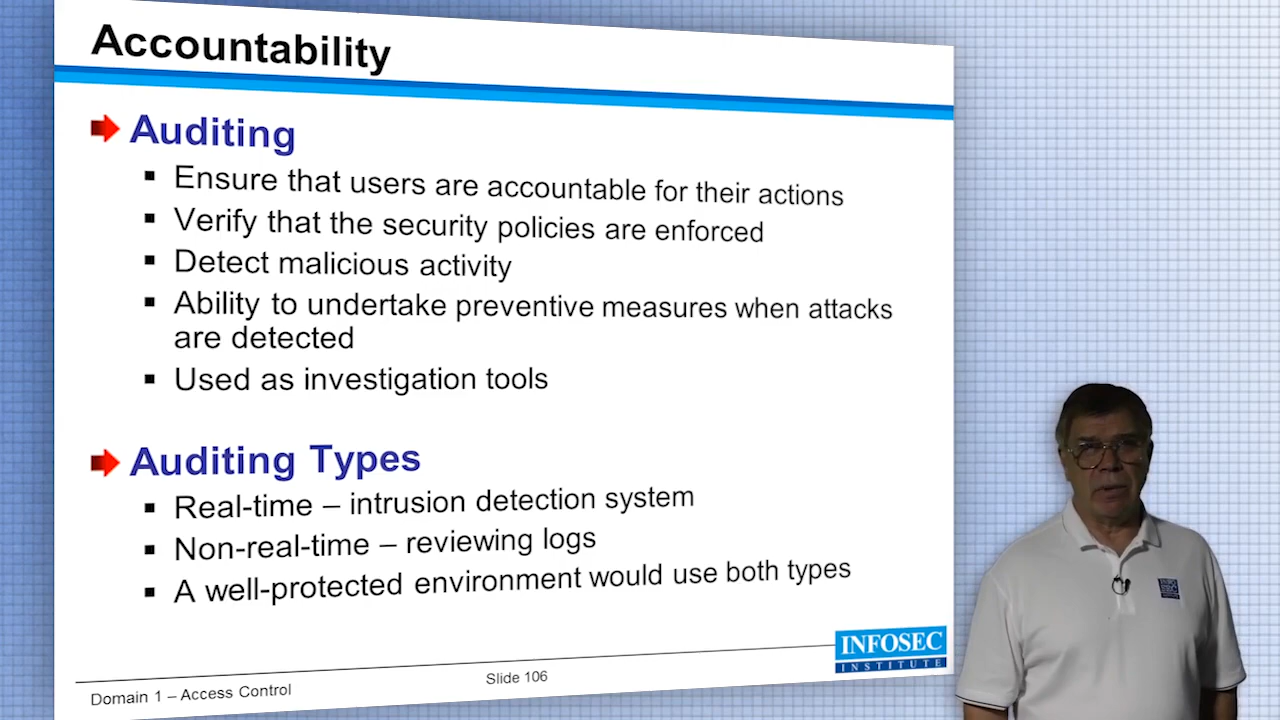 Accountability
Auditing
Ensure that users are accountable for their actions
Verify that the security policies are enforced
Detect malicious activity
Ability to undertake preventive measures when attacks
are detected
Used as investigation tools
Auditing Types
Real-time – intrusion detection system
Non-real-time – reviewing logs
A well-protected environment would use both types
INFOSEC
INSTITUTE
Domain 1 – Access Control
Slide 106